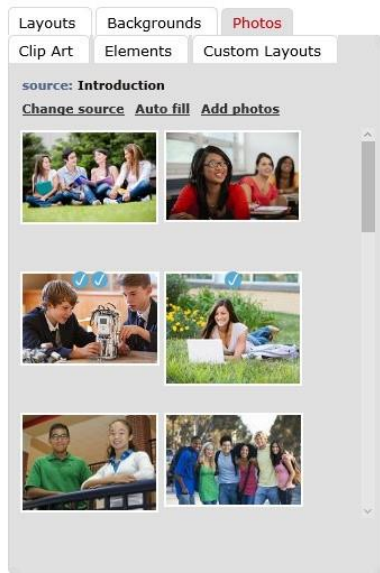 Layouts Backgrounds Photos
Clip Art Elements Custom Layouts
source: Introduction
Change source Auto fill Add photos